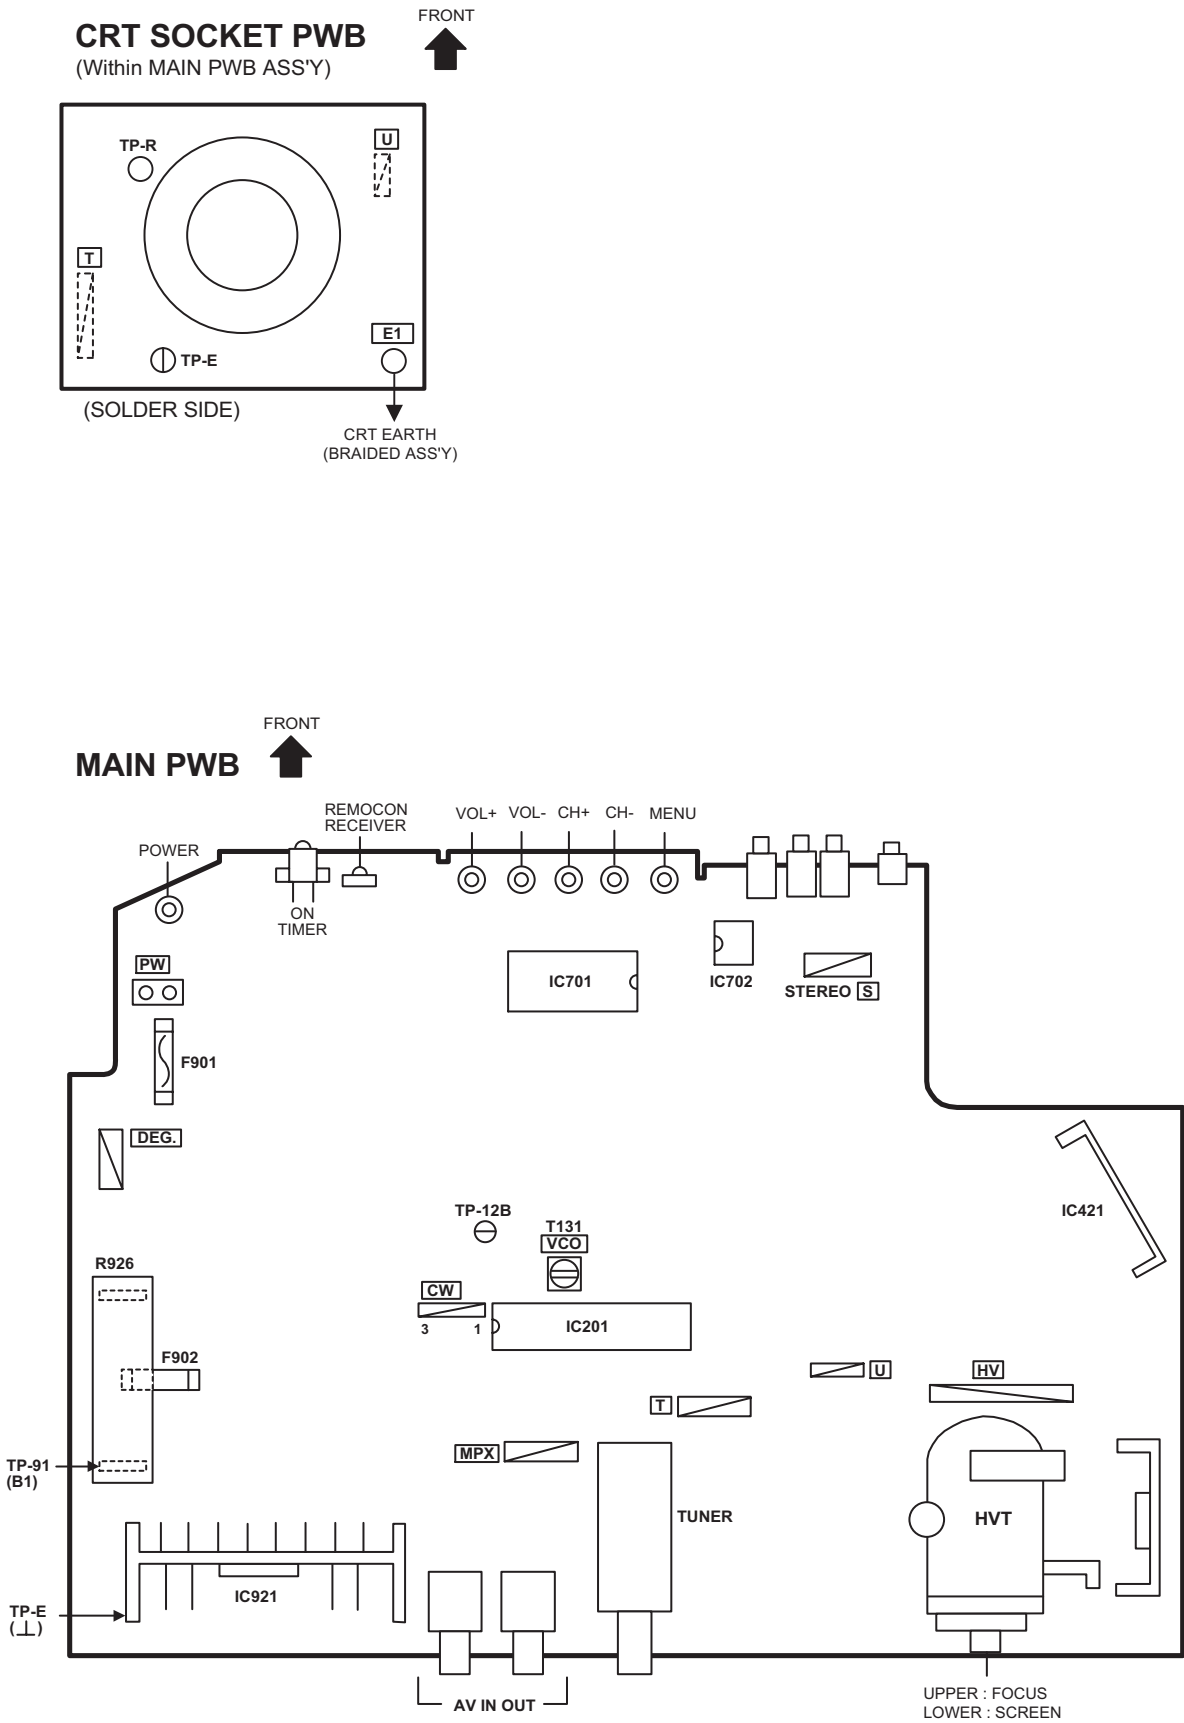 FRONT
CRT SOCKET PWB
(Within MAIN PWB ASS'Y)
TP-R
U
T
E1
TP-E
(SOLDER SIDE)
CRT EARTH
(BRAIDED ASS'Y)
FRONT
MAIN PWB
REMOCON
RECEIVER
VOL+ VOL- CH+ CH- MENU
POWER
ON
TIMER
PW
IC701
IC702
STEREO S
F901
DEG.
TP-12B
T131
VCO
IC421
R926
CW
3 1
IC201
F902
U
HV
T
MPX
TP-91
(B1)
TUNER
HVT
IC921
TP-E
(⊥)
AV IN OUT
UPPER : FOCUS
LOWER : SCREEN